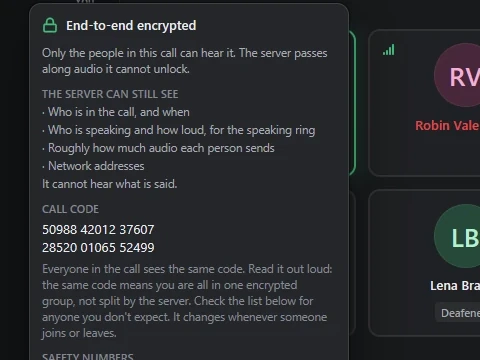 You
End-to-end encrypted
Only the people in this call can hear it. The server passes
along audio it cannot unlock.
THE SERVER CAN STILL SEE
· Who is in the call, and when
· Who is speaking and how loud, for the speaking ring
· Roughly how much audio each person sends
· Network addresses
It cannot hear what is said.
CALL CODE
50988 42012 37607
28520 01065 52499
Everyone in the call sees the same code. Read it out loud:
the same code means you are all in one encrypted
group, not split by the server. Check the list below for
anyone you don't expect. It changes whenever someone
joins or leaves.
SAFETY NUMBERS
RV
Robin Vale
LB
Lena Bra
Deafene